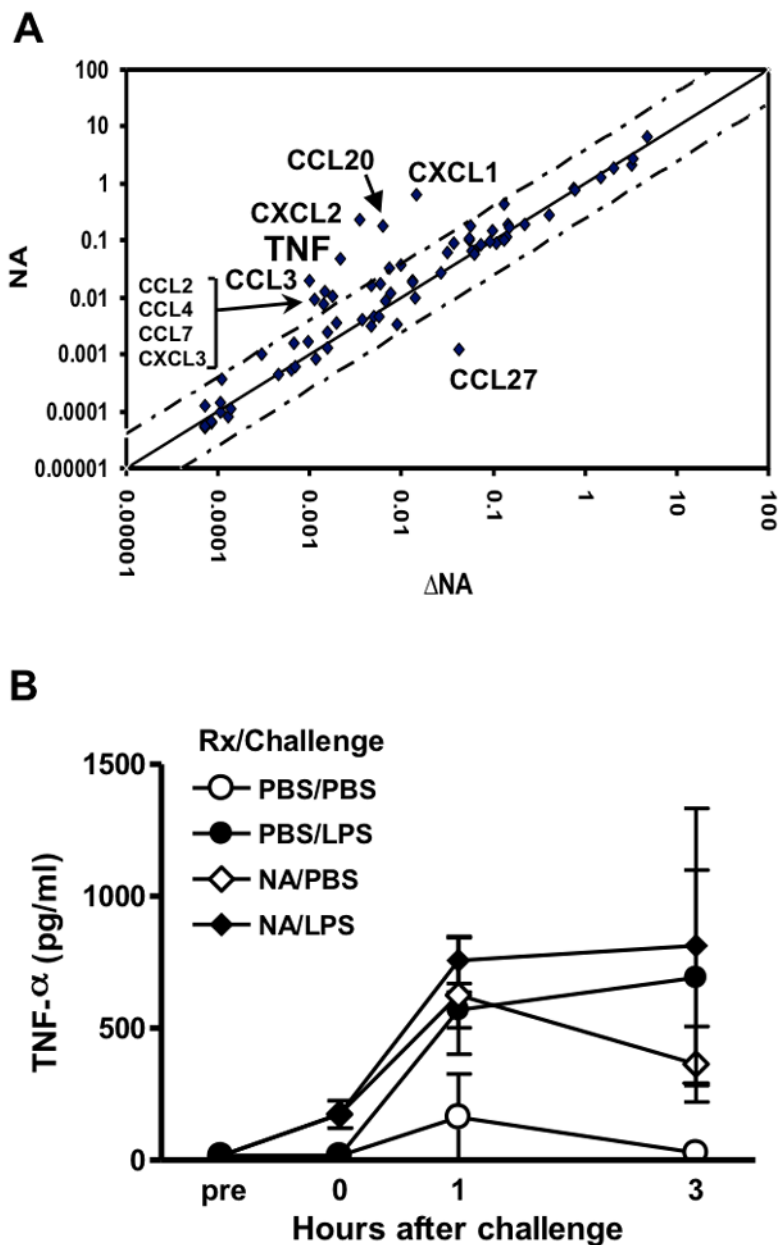 A
100
10
1
0.1
0.01
0.001
0.0001
0.00001
NA
CCL20
CXCL1
CXCL2
TNF
CCL3
CCL2
CCL4
CCL7
CXCL3
CCL27
0.00001
0.0001
0.001
0.01
0.1
1
10
100
ΔNA
B
Rx/Challenge
PBS/PBS
PBS/LPS
NA/PBS
NA/LPS
1500
1000
500
0
TNF-α (pg/ml)
pre 0 1 3
Hours after challenge